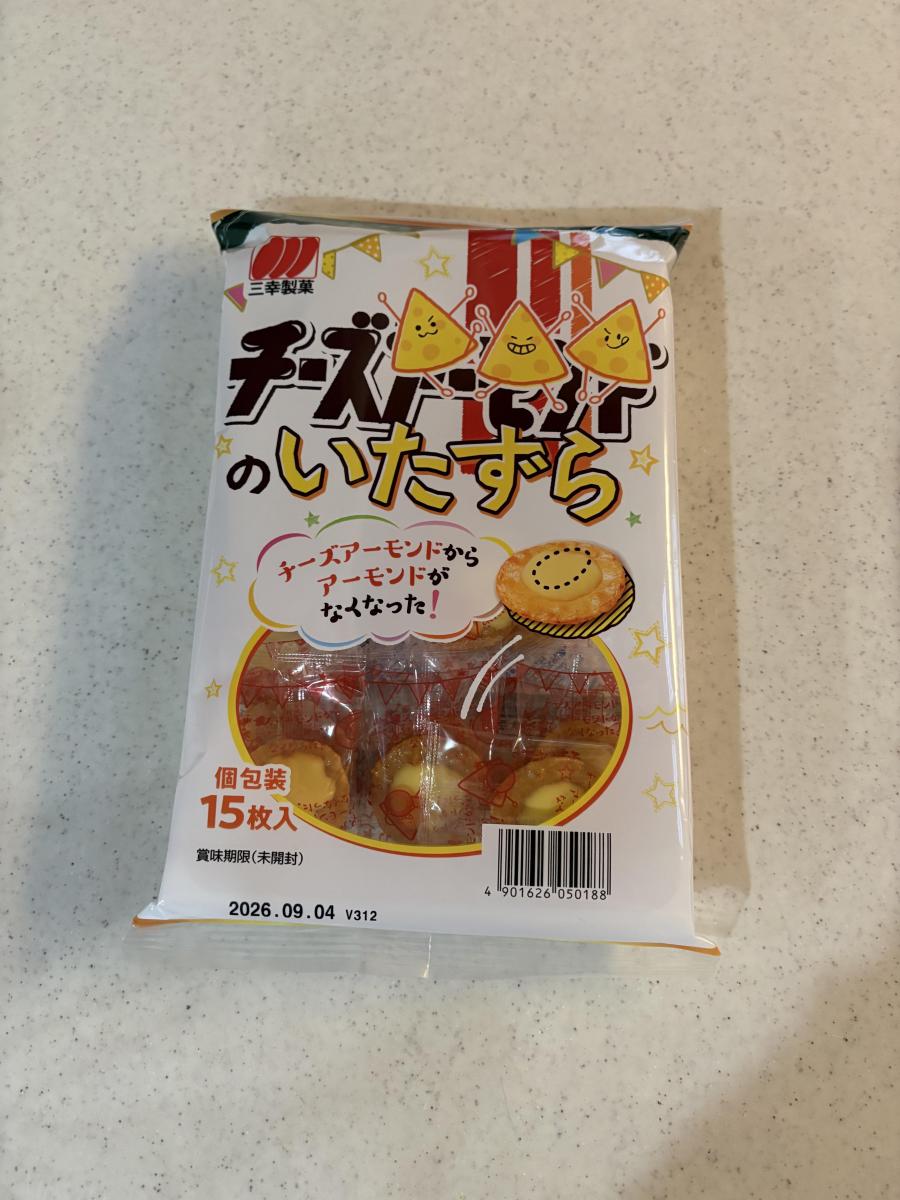 三幸製菓
チーズアーモンド
のいたずら
チーズアーモンドから
アーモンドが
なくなった!
個包装
15枚入
賞味期限(未開封)
4 901626 050188
2026.09.04 V312